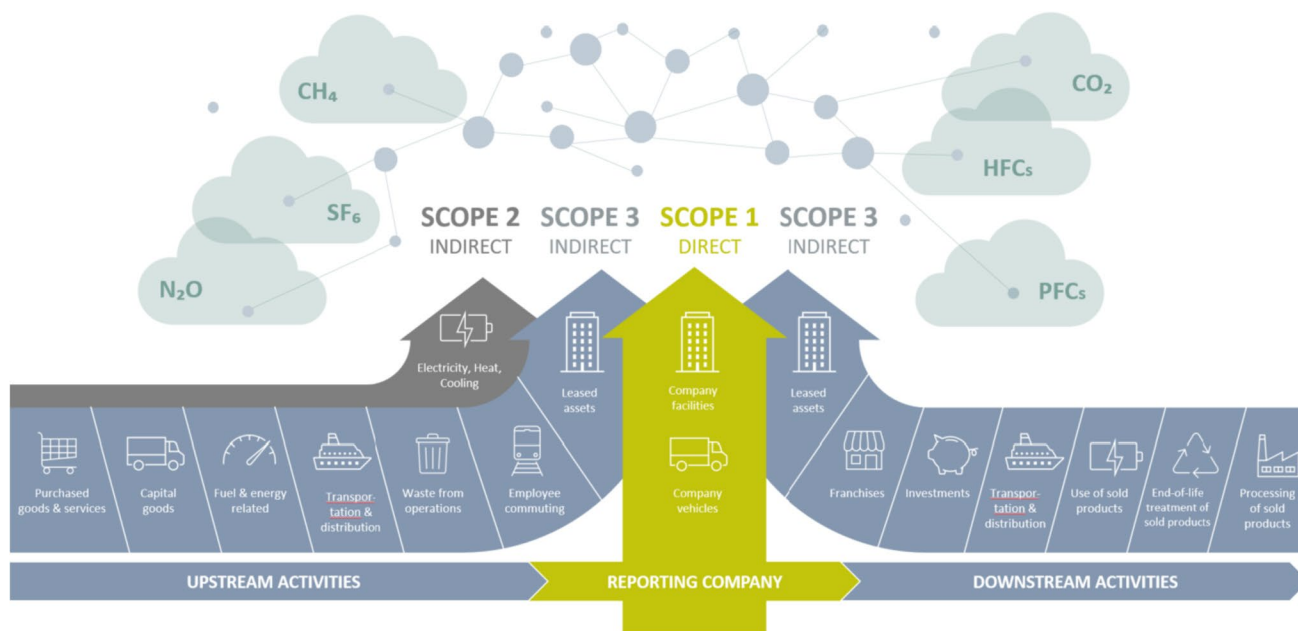 CH₄
SF₆
N₂O
CO₂
HFCs
PFCs
SCOPE 2
INDIRECT
SCOPE 3
INDIRECT
SCOPE 1
DIRECT
SCOPE 3
INDIRECT
Electricity, Heat,
Cooling
Leased
assets
Company
facilities
Leased
assets
Purchased
goods & services
Capital
goods
Fuel & energy
related
Transpor-
tation &
distribution
Waste from
operations
Employee
commuting
Company
vehicles
Franchises
Investments
Transpor-
tation &
distribution
Use of sold
products
End-of-life
treatment of
sold products
Processing
of sold
products
UPSTREAM ACTIVITIES
REPORTING COMPANY
DOWNSTREAM ACTIVITIES